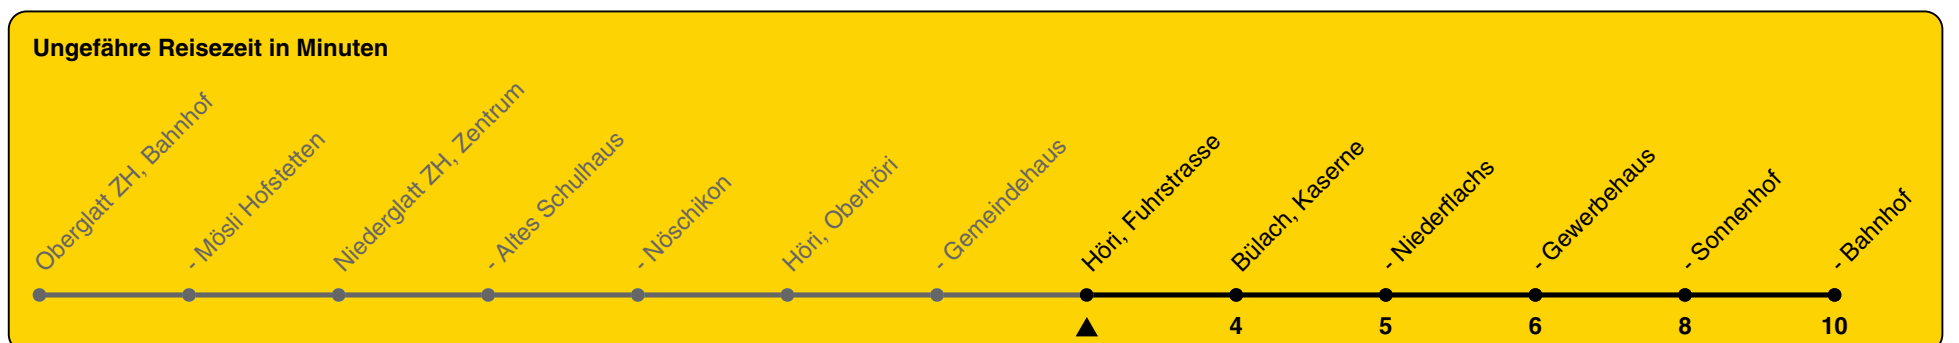 Ungefähre Reisezeit in Minuten
Oberglatt ZH, Bahnhof
- Mösli Hofstetten
Niederglatt ZH, Zentrum
- Altes Schulhaus
- Nöschikon
Höri, Oberhöri
- Gemeindehaus
Höri, Fuhrstrasse
Bülach, Kaserne
- Niederflachs
- Gewerbehaus
- Sonnenhof
- Bahnhof
4 5 6 8 10